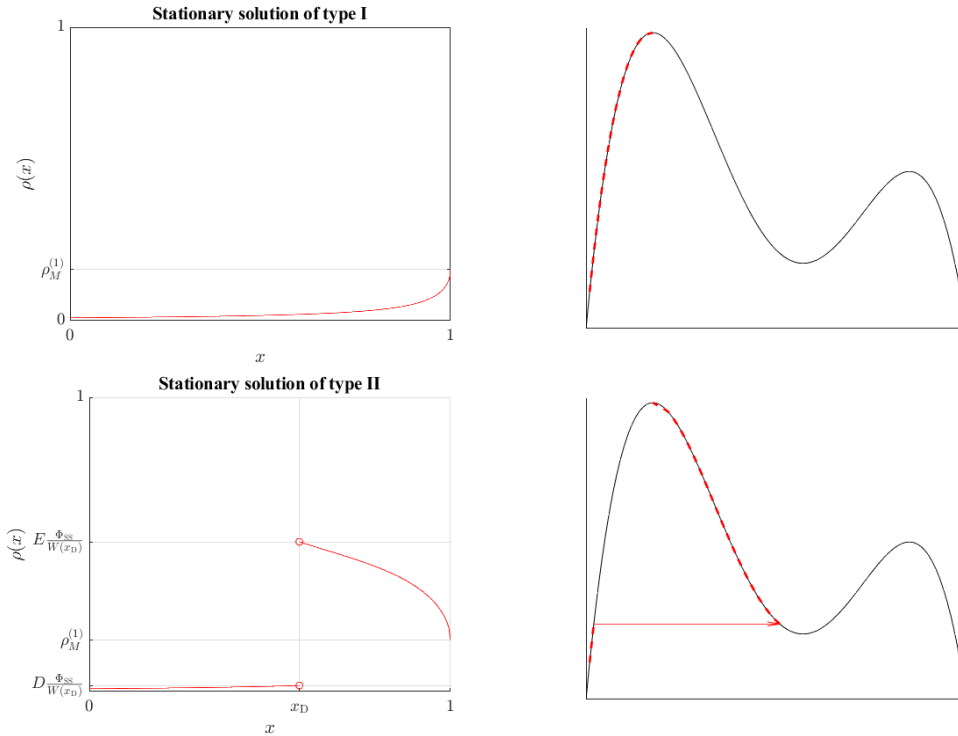 Stationary solution of type I
1
ρ(x)
ρ_M^{(1)}
0
0
1
x
Stationary solution of type II
1
ρ(x)
E Φ_SS/W(x_D)
ρ_M^{(1)}
D Φ_SS/W(x_D)
0
x_D
1
x